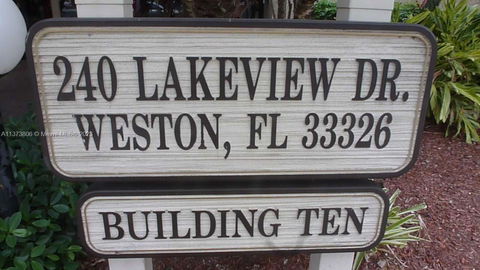 240 LAKEVIEW DR.
WESTON, FL 33326
BUILDING TEN